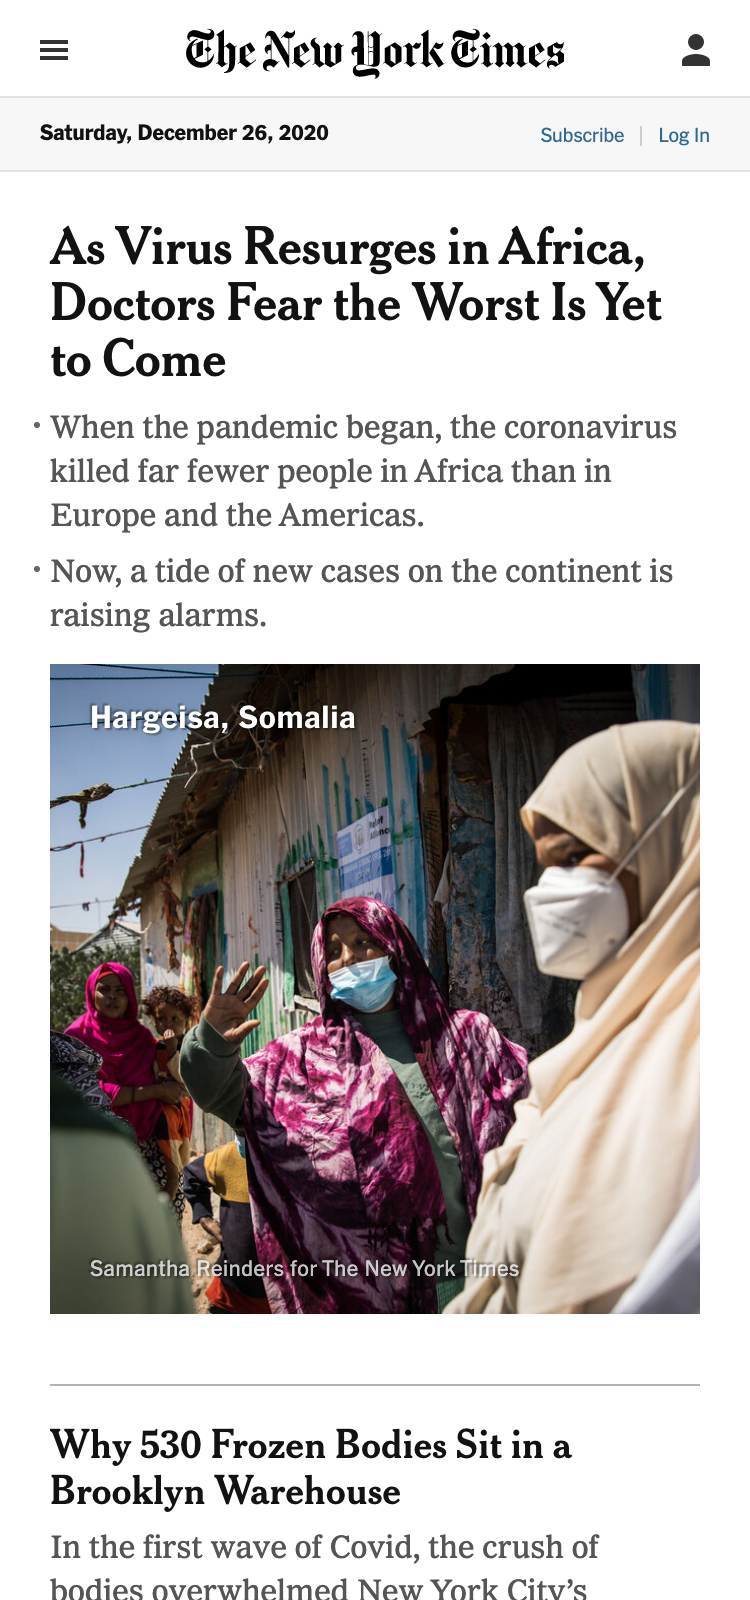 The New York Times
Saturday, December 26, 2020
Subscribe | Log In
As Virus Resurges in Africa,
Doctors Fear the Worst Is Yet
to Come
• When the pandemic began, the coronavirus
killed far fewer people in Africa than in
Europe and the Americas.
• Now, a tide of new cases on the continent is
raising alarms.
Hargeisa, Somalia
Samantha Reinders for The New York Times
Why 530 Frozen Bodies Sit in a
Brooklyn Warehouse
In the first wave of Covid, the crush of
bodies overwhelmed New York City’s